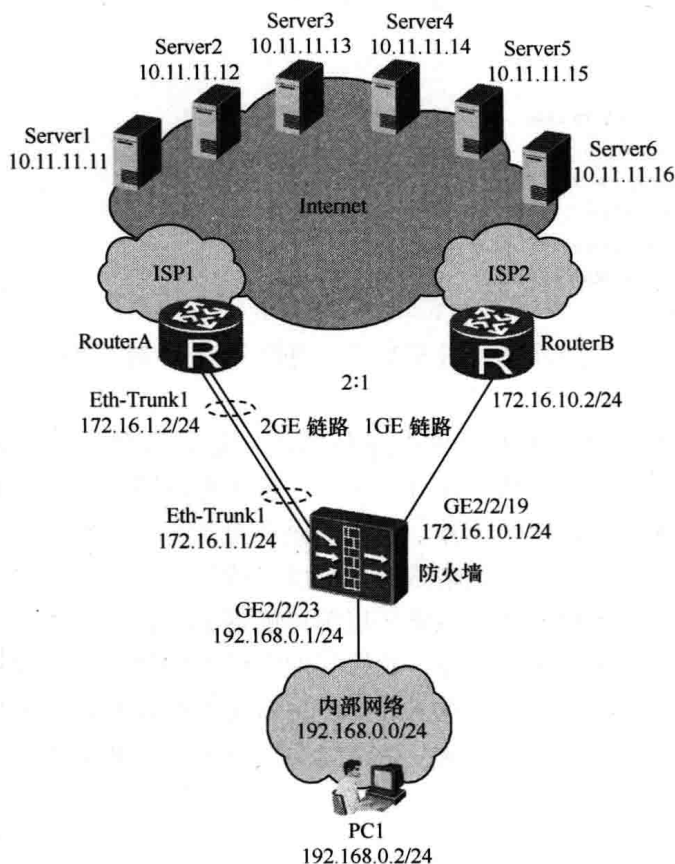 Server3
10.11.11.13
Server4
10.11.11.14
Server2
10.11.11.12
Server5
10.11.11.15
Server1
10.11.11.11
Server6
10.11.11.16
Internet
ISP1
ISP2
RouterA
R
RouterB
R
2:1
Eth-Trunk1
172.16.1.2/24
2GE 链路
1GE 链路
172.16.10.2/24
Eth-Trunk1
172.16.1.1/24
GE2/2/19
172.16.10.1/24
防火墙
GE2/2/23
192.168.0.1/24
内部网络
192.168.0.0/24
PC1
192.168.0.2/24